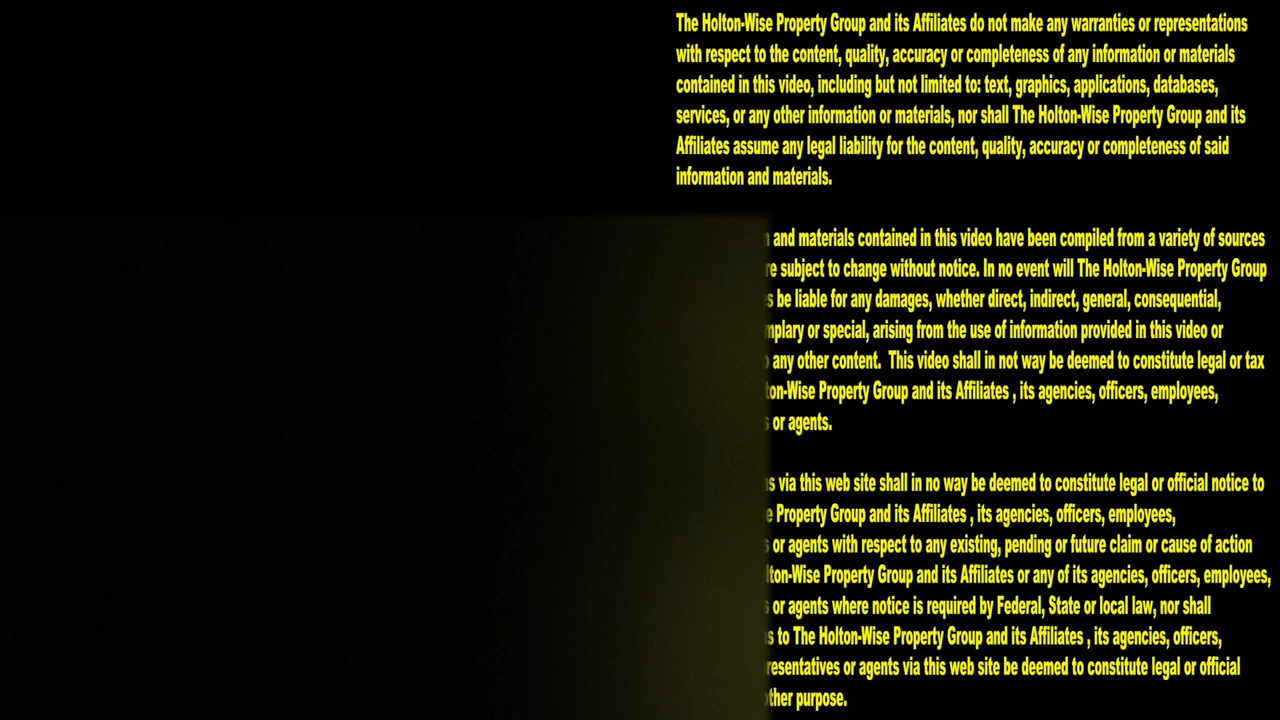 The Holton-Wise Property Group and its Affiliates do not make any warranties or representations
with respect to the content, quality, accuracy or completeness of any information or materials
contained in this video, including but not limited to: text, graphics, applications, databases,
services, or any other information or materials, nor shall The Holton-Wise Property Group and its
Affiliates assume any legal liability for the content, quality, accuracy or completeness of said
information and materials.
and materials contained in this video have been compiled from a variety of sources
subject to change without notice. In no event will The Holton-Wise Property Group
be liable for any damages, whether direct, indirect, general, consequential,
or special, arising from the use of information provided in this video or
any other content. This video shall in not way be deemed to constitute legal or tax
Property Group and its Affiliates , its agencies, officers, employees,
or agents.
via this web site shall in no way be deemed to constitute legal or official notice to
Property Group and its Affiliates , its agencies, officers, employees,
or agents with respect to any existing, pending or future claim or cause of action
Property Group and its Affiliates or any of its agencies, officers, employees,
or agents where notice is required by Federal, State or local law, nor shall
to The Holton-Wise Property Group and its Affiliates , its agencies, officers,
or agents via this web site be deemed to constitute legal or official
purpose.